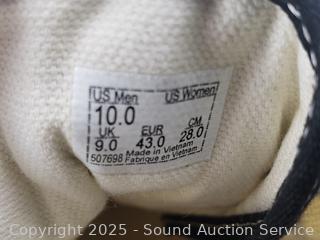 US Men US Women
10.0
UK EUR CM
9.0 43.0 28.0
Made in Vietnam
507698 Fabrique en Vietnam
Copyright © 2025 - Sound Auction Service